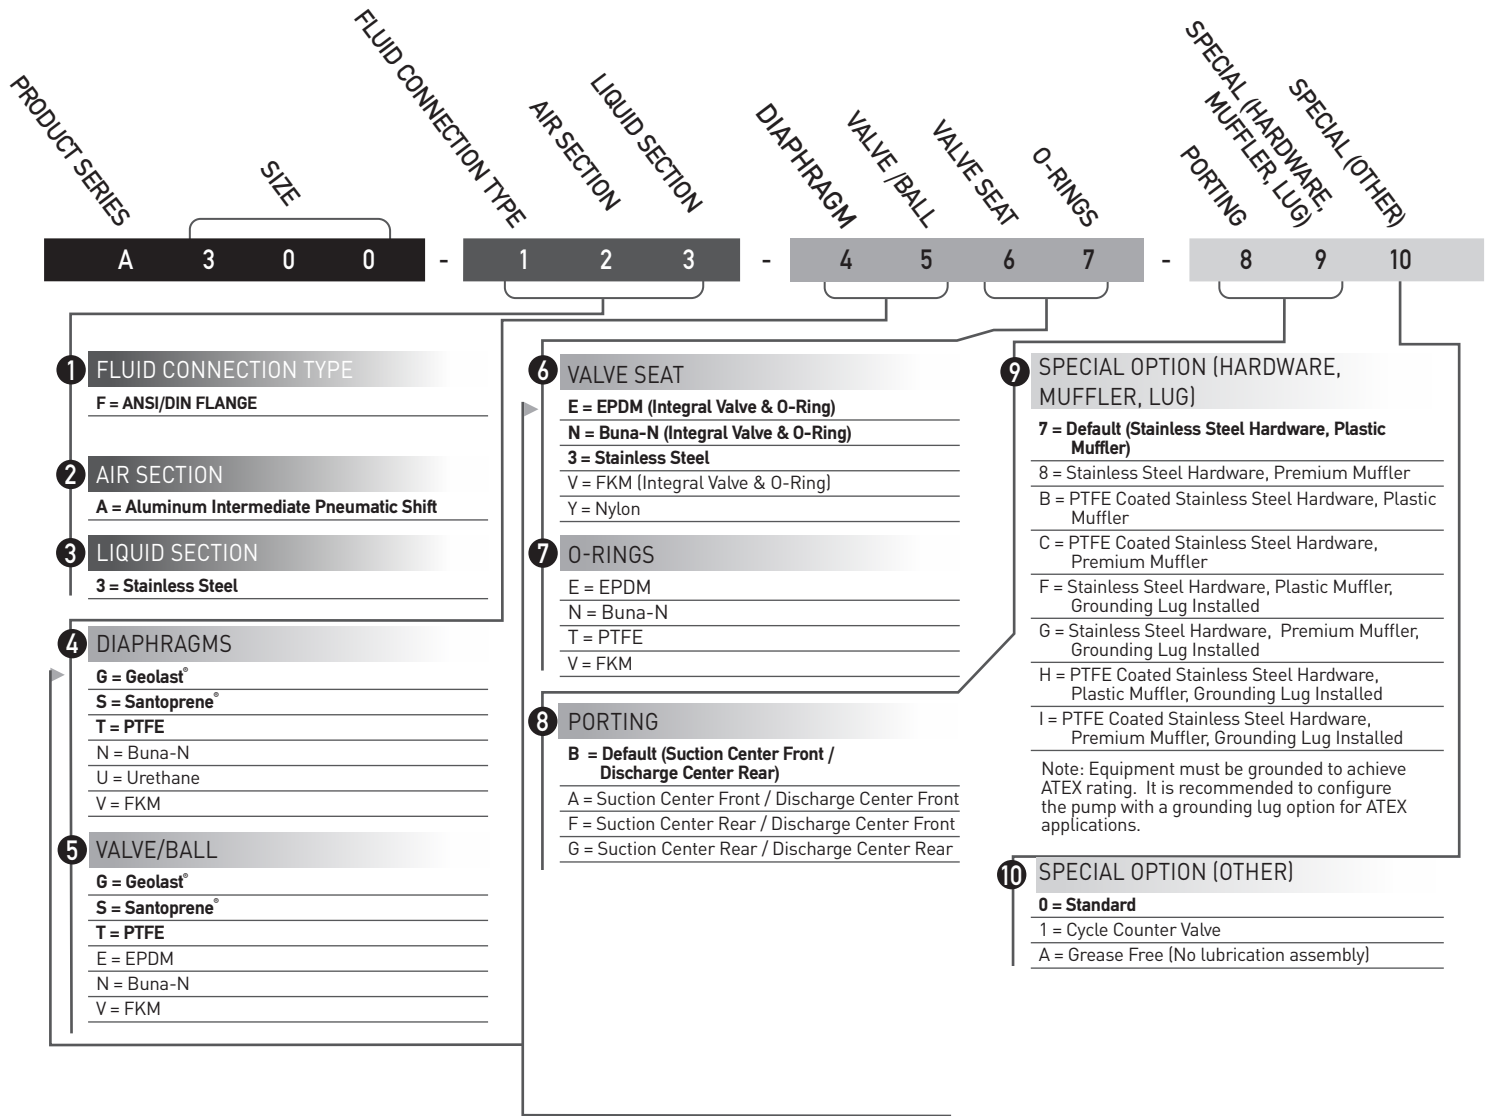 PRODUCT SERIES
SIZE
FLUID CONNECTION TYPE
AIR SECTION
LIQUID SECTION
DIAPHRAGM
VALVE /BALL
VALVE SEAT
O-RINGS
PORTING
SPECIAL (HARDWARE,
MUFFLER, LUG)
SPECIAL (OTHER)
A 3 0 0 - 1 2 3 - 4 5 6 7 - 8 9 10
1 FLUID CONNECTION TYPE
F = ANSI/DIN FLANGE
2 AIR SECTION
A = Aluminum Intermediate Pneumatic Shift
3 LIQUID SECTION
3 = Stainless Steel
4 DIAPHRAGMS
G = Geolast®
S = Santoprene®
T = PTFE
N = Buna-N
U = Urethane
V = FKM
5 VALVE/BALL
G = Geolast®
S = Santoprene®
T = PTFE
E = EPDM
N = Buna-N
V = FKM
6 VALVE SEAT
E = EPDM (Integral Valve & O-Ring)
N = Buna-N (Integral Valve & O-Ring)
3 = Stainless Steel
V = FKM (Integral Valve & O-Ring)
Y = Nylon
7 O-RINGS
E = EPDM
N = Buna-N
T = PTFE
V = FKM
8 PORTING
B = Default (Suction Center Front /
Discharge Center Rear)
A = Suction Center Front / Discharge Center Front
F = Suction Center Rear / Discharge Center Front
G = Suction Center Rear / Discharge Center Rear
9 SPECIAL OPTION (HARDWARE,
MUFFLER, LUG)
7 = Default (Stainless Steel Hardware, Plastic
Muffler)
8 = Stainless Steel Hardware, Premium Muffler
B = PTFE Coated Stainless Steel Hardware, Plastic
Muffler
C = PTFE Coated Stainless Steel Hardware,
Premium Muffler
F = Stainless Steel Hardware, Plastic Muffler,
Grounding Lug Installed
G = Stainless Steel Hardware, Premium Muffler,
Grounding Lug Installed
H = PTFE Coated Stainless Steel Hardware,
Plastic Muffler, Grounding Lug Installed
I = PTFE Coated Stainless Steel Hardware,
Premium Muffler, Grounding Lug Installed
Note: Equipment must be grounded to achieve
ATEX rating. It is recommended to configure
the pump with a grounding lug option for ATEX
applications.
10 SPECIAL OPTION (OTHER)
0 = Standard
1 = Cycle Counter Valve
A = Grease Free (No lubrication assembly)